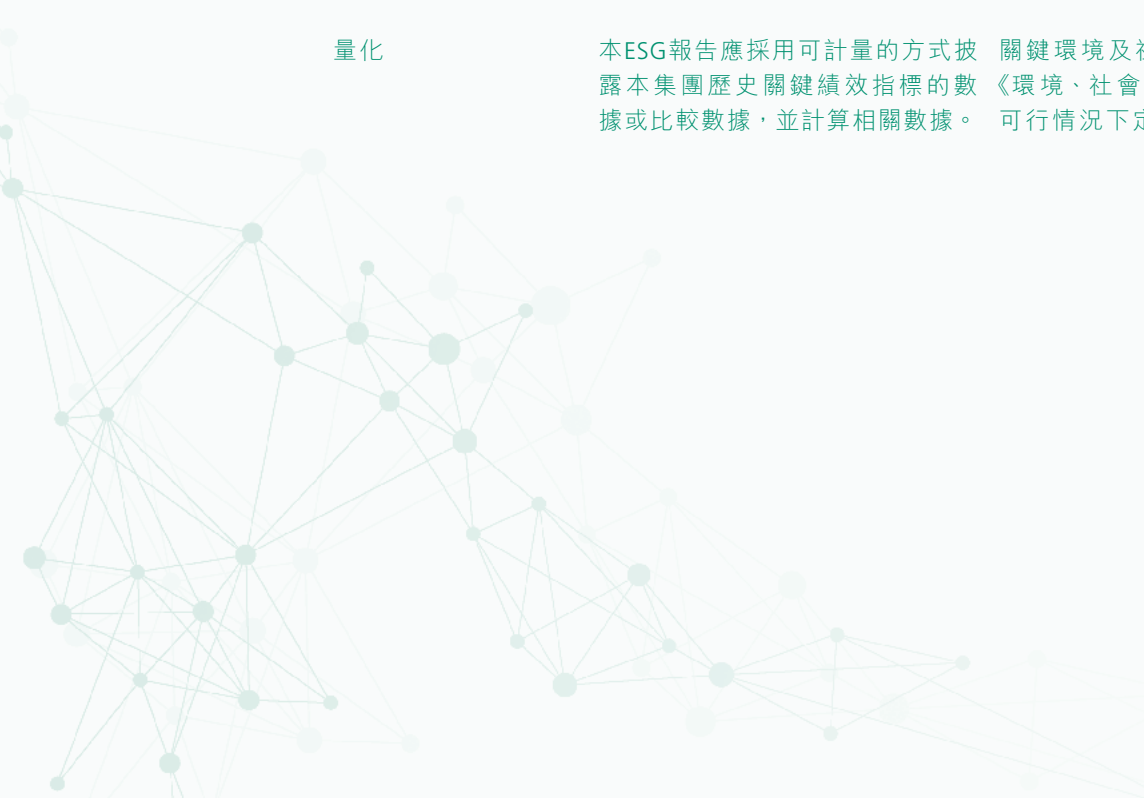 量化
本ESG報告應採用可計量的方式披
露本集團歷史關鍵績效指標的數
據或比較數據，並計算相關數據。
關鍵環境及
《環境、社會
可行情況下